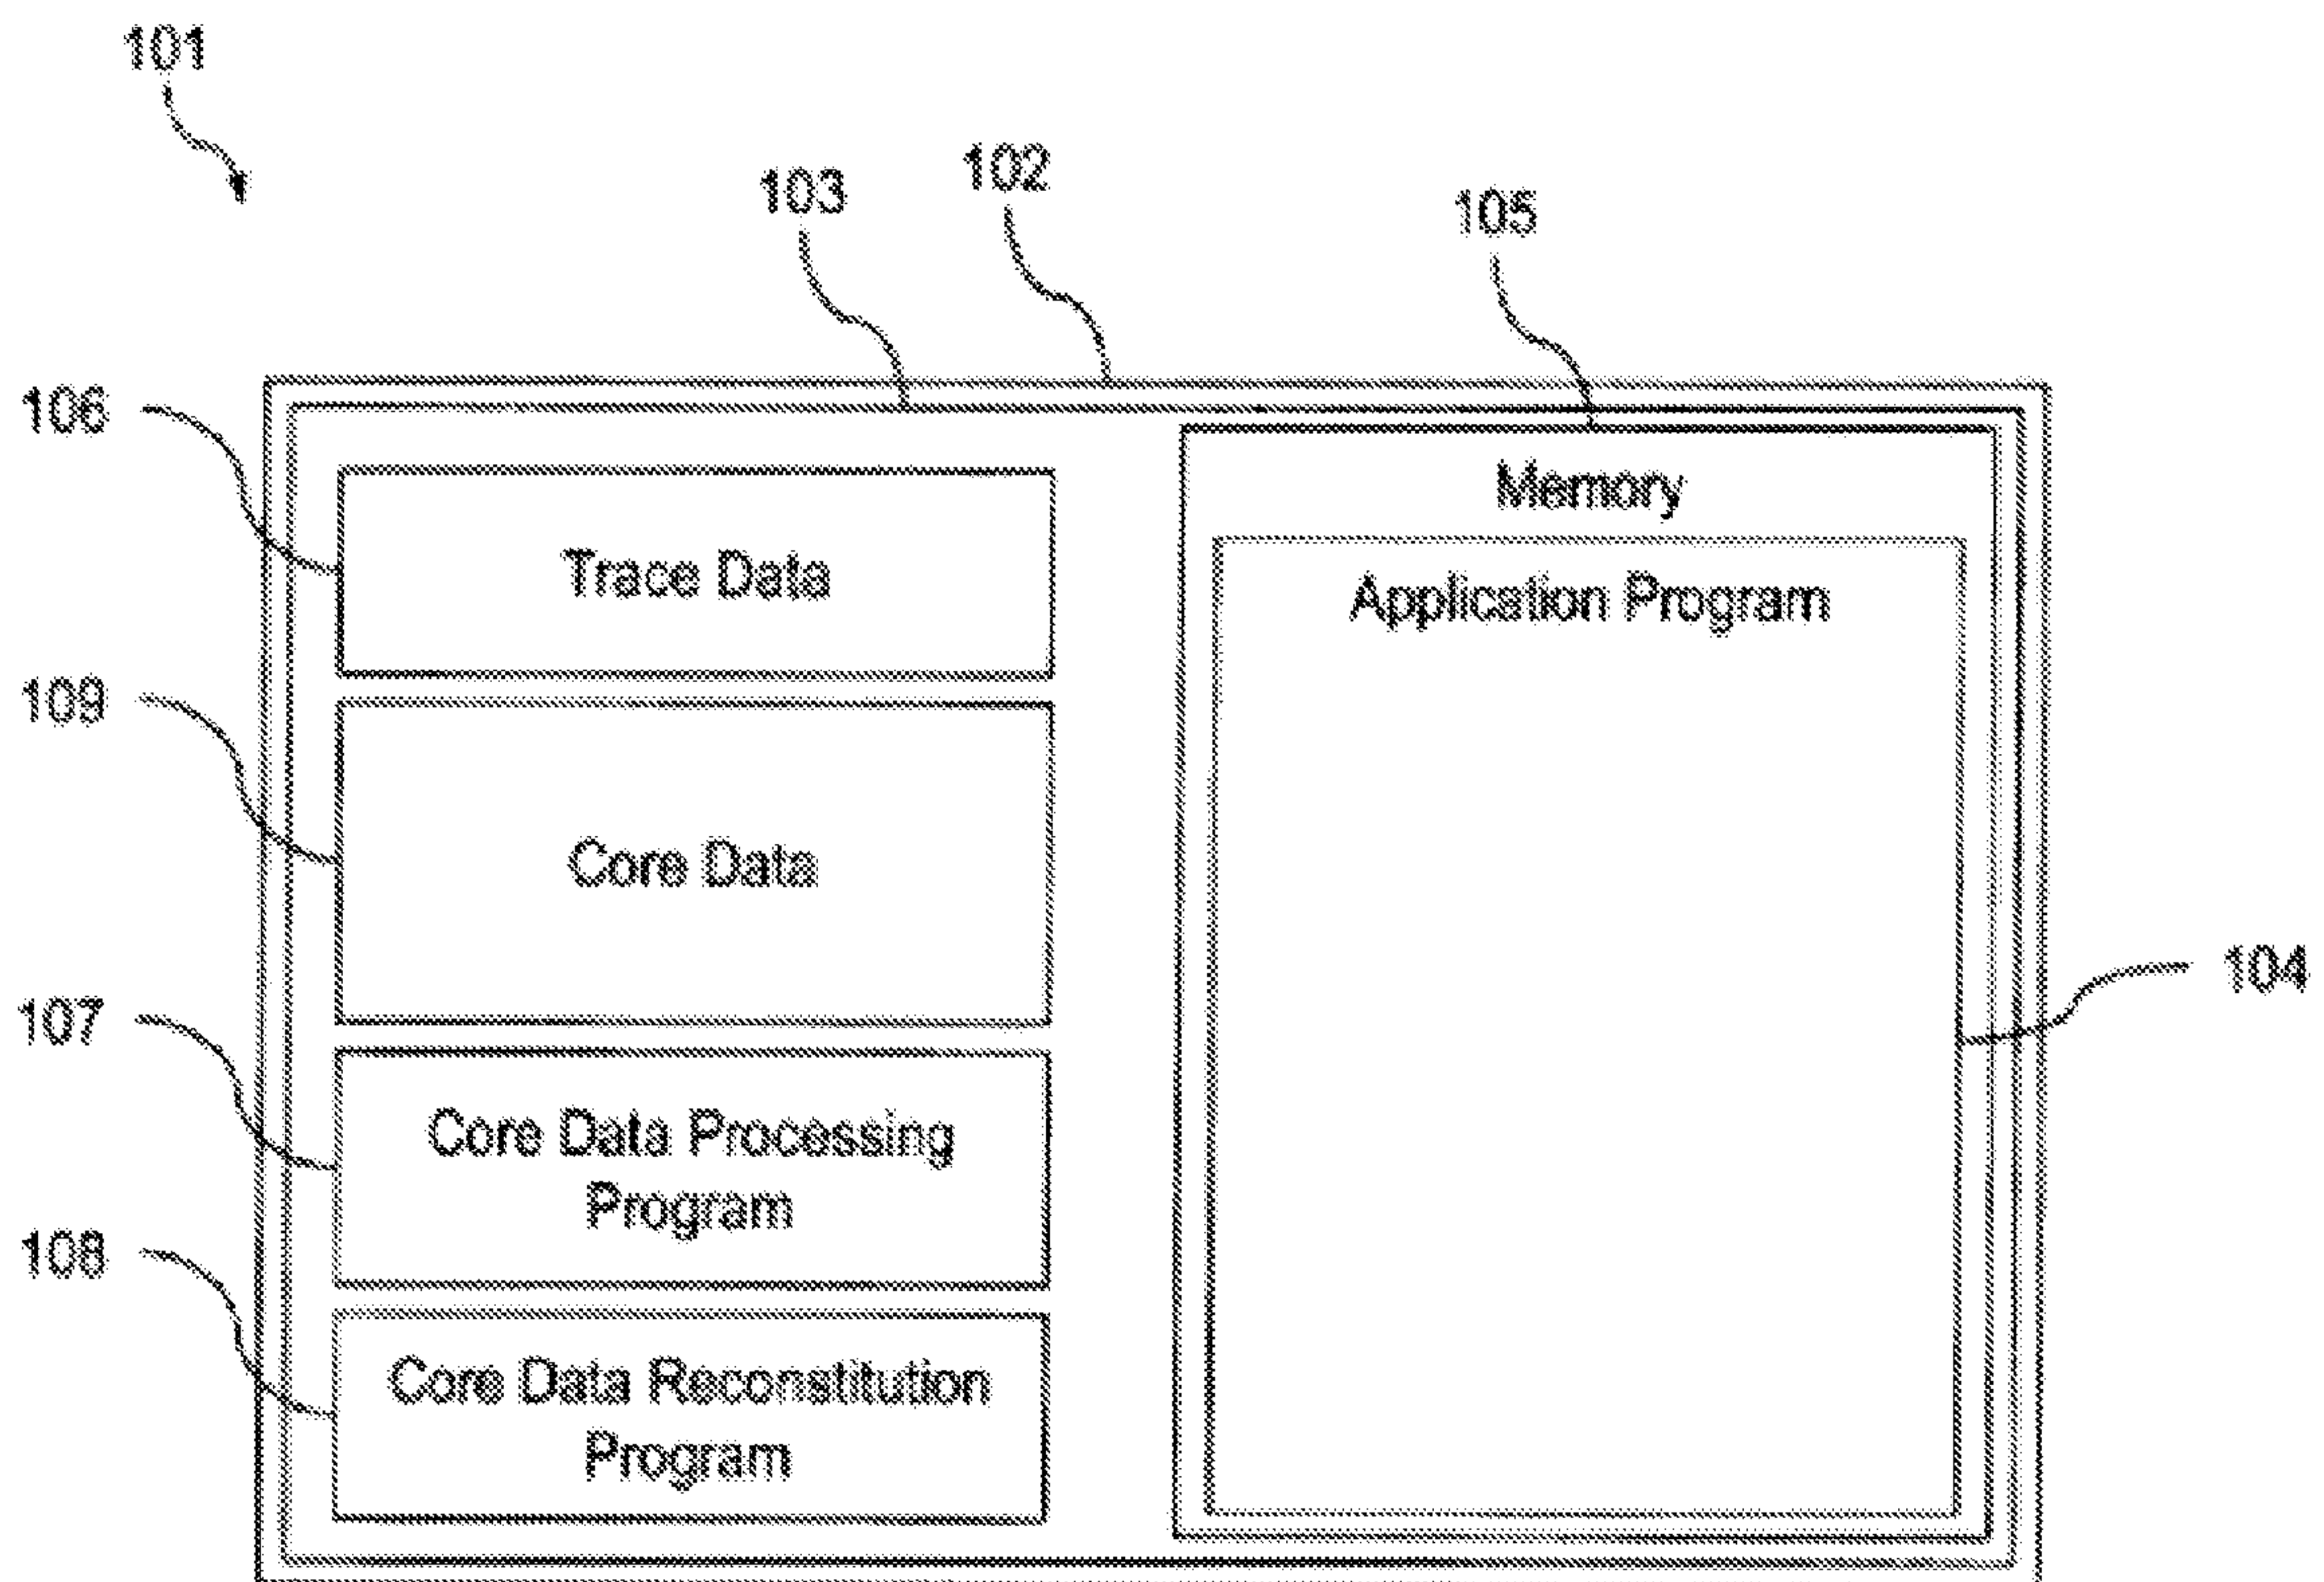 101
102
103
105
106
Memory
Trace Data
Application Program
109
Core Data
104
107
Core Data Processing
Program
108
Core Data Reconstitution
Program